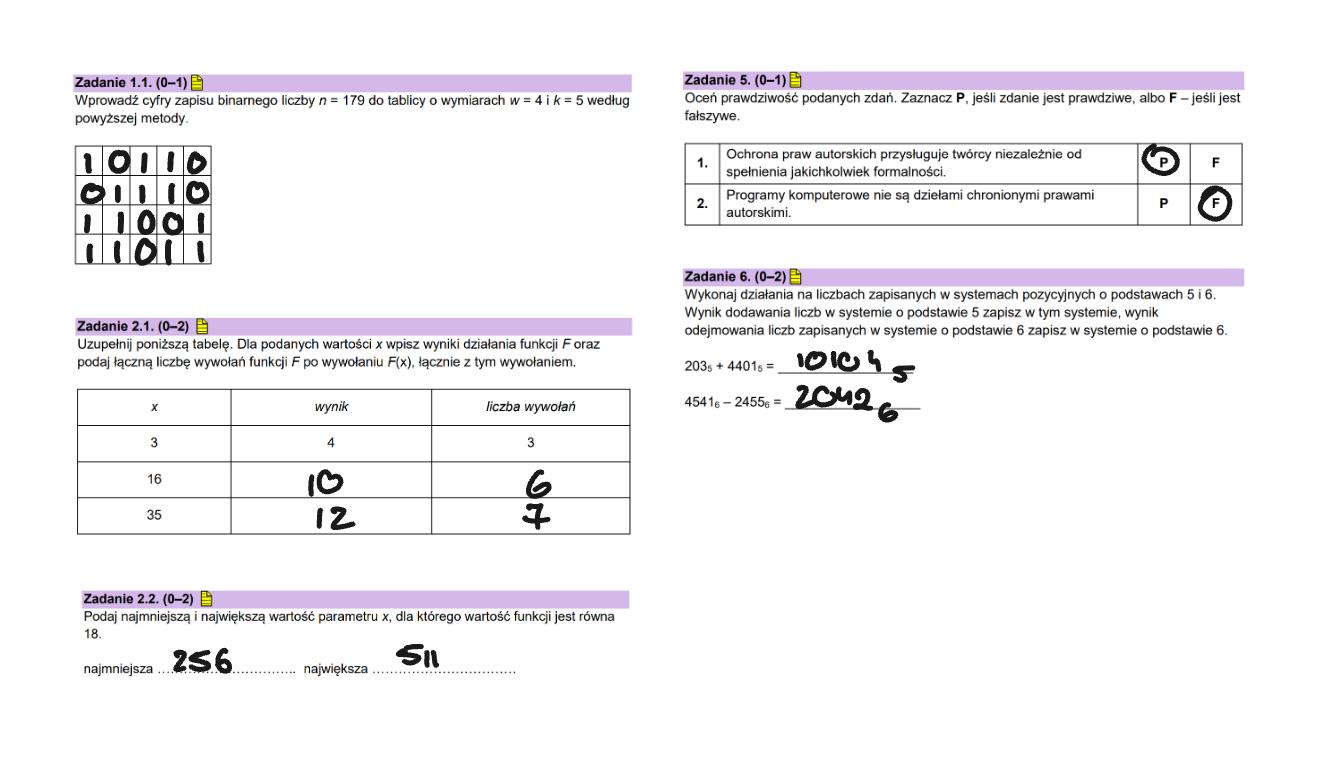 Zadanie 1.1. (0–1)
Wprowadź cyfry zapisu binarnego liczby n = 179 do tablicy o wymiarach w = 4 i k = 5 według
powyższej metody.
1 0 1 1 0
0 1 1 1 0
1 1 0 0 1
1 1 0 1 1
Zadanie 2.1. (0–2)
Uzupełnij poniższą tabelę. Dla podanych wartości x wpisz wyniki działania funkcji F oraz
podaj łączną liczbę wywołań funkcji F po wywołaniu F(x), łącznie z tym wywołaniem.
x wynik liczba wywołań
3 4 3
16 10 6
35 12 7
Zadanie 2.2. (0–2)
Podaj najmniejszą i największą wartość parametru x, dla którego wartość funkcji jest równa
18.
najmniejsza 256 największa 511
Zadanie 5. (0–1)
Oceń prawdziwość podanych zdań. Zaznacz P, jeśli zdanie jest prawdziwe, albo F – jeśli jest
fałszywe.
1. Ochrona praw autorskich przysługuje twórcy niezależnie od
spełnienia jakichkolwiek formalności. P F
2. Programy komputerowe nie są dziełami chronionymi prawami
autorskimi. P F
Zadanie 6. (0–2)
Wykonaj działania na liczbach zapisanych w systemach pozycyjnych o podstawach 5 i 6.
Wynik dodawania liczb w systemie o podstawie 5 zapisz w tym systemie, wynik
odejmowania liczb zapisanych w systemie o podstawie 6 zapisz w systemie o podstawie 6.
203₅ + 4401₅ = 10104₅
4541₆ – 2455₆ = 2042₆